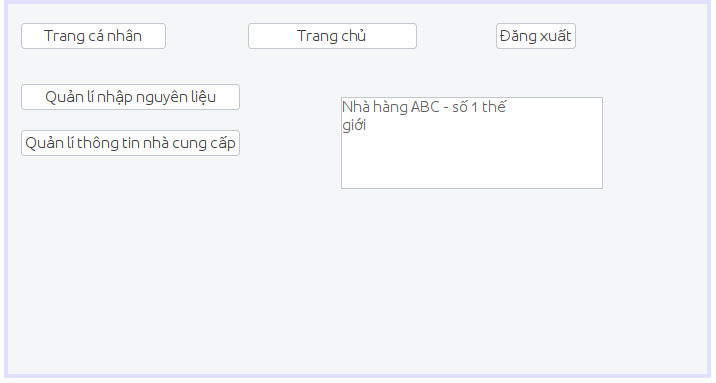 Trang cá nhân
Trang chủ
Đăng xuất
Quản lí nhập nguyên liệu
Quản lí thông tin nhà cung cấp
Nhà hàng ABC - số 1 thế
giới